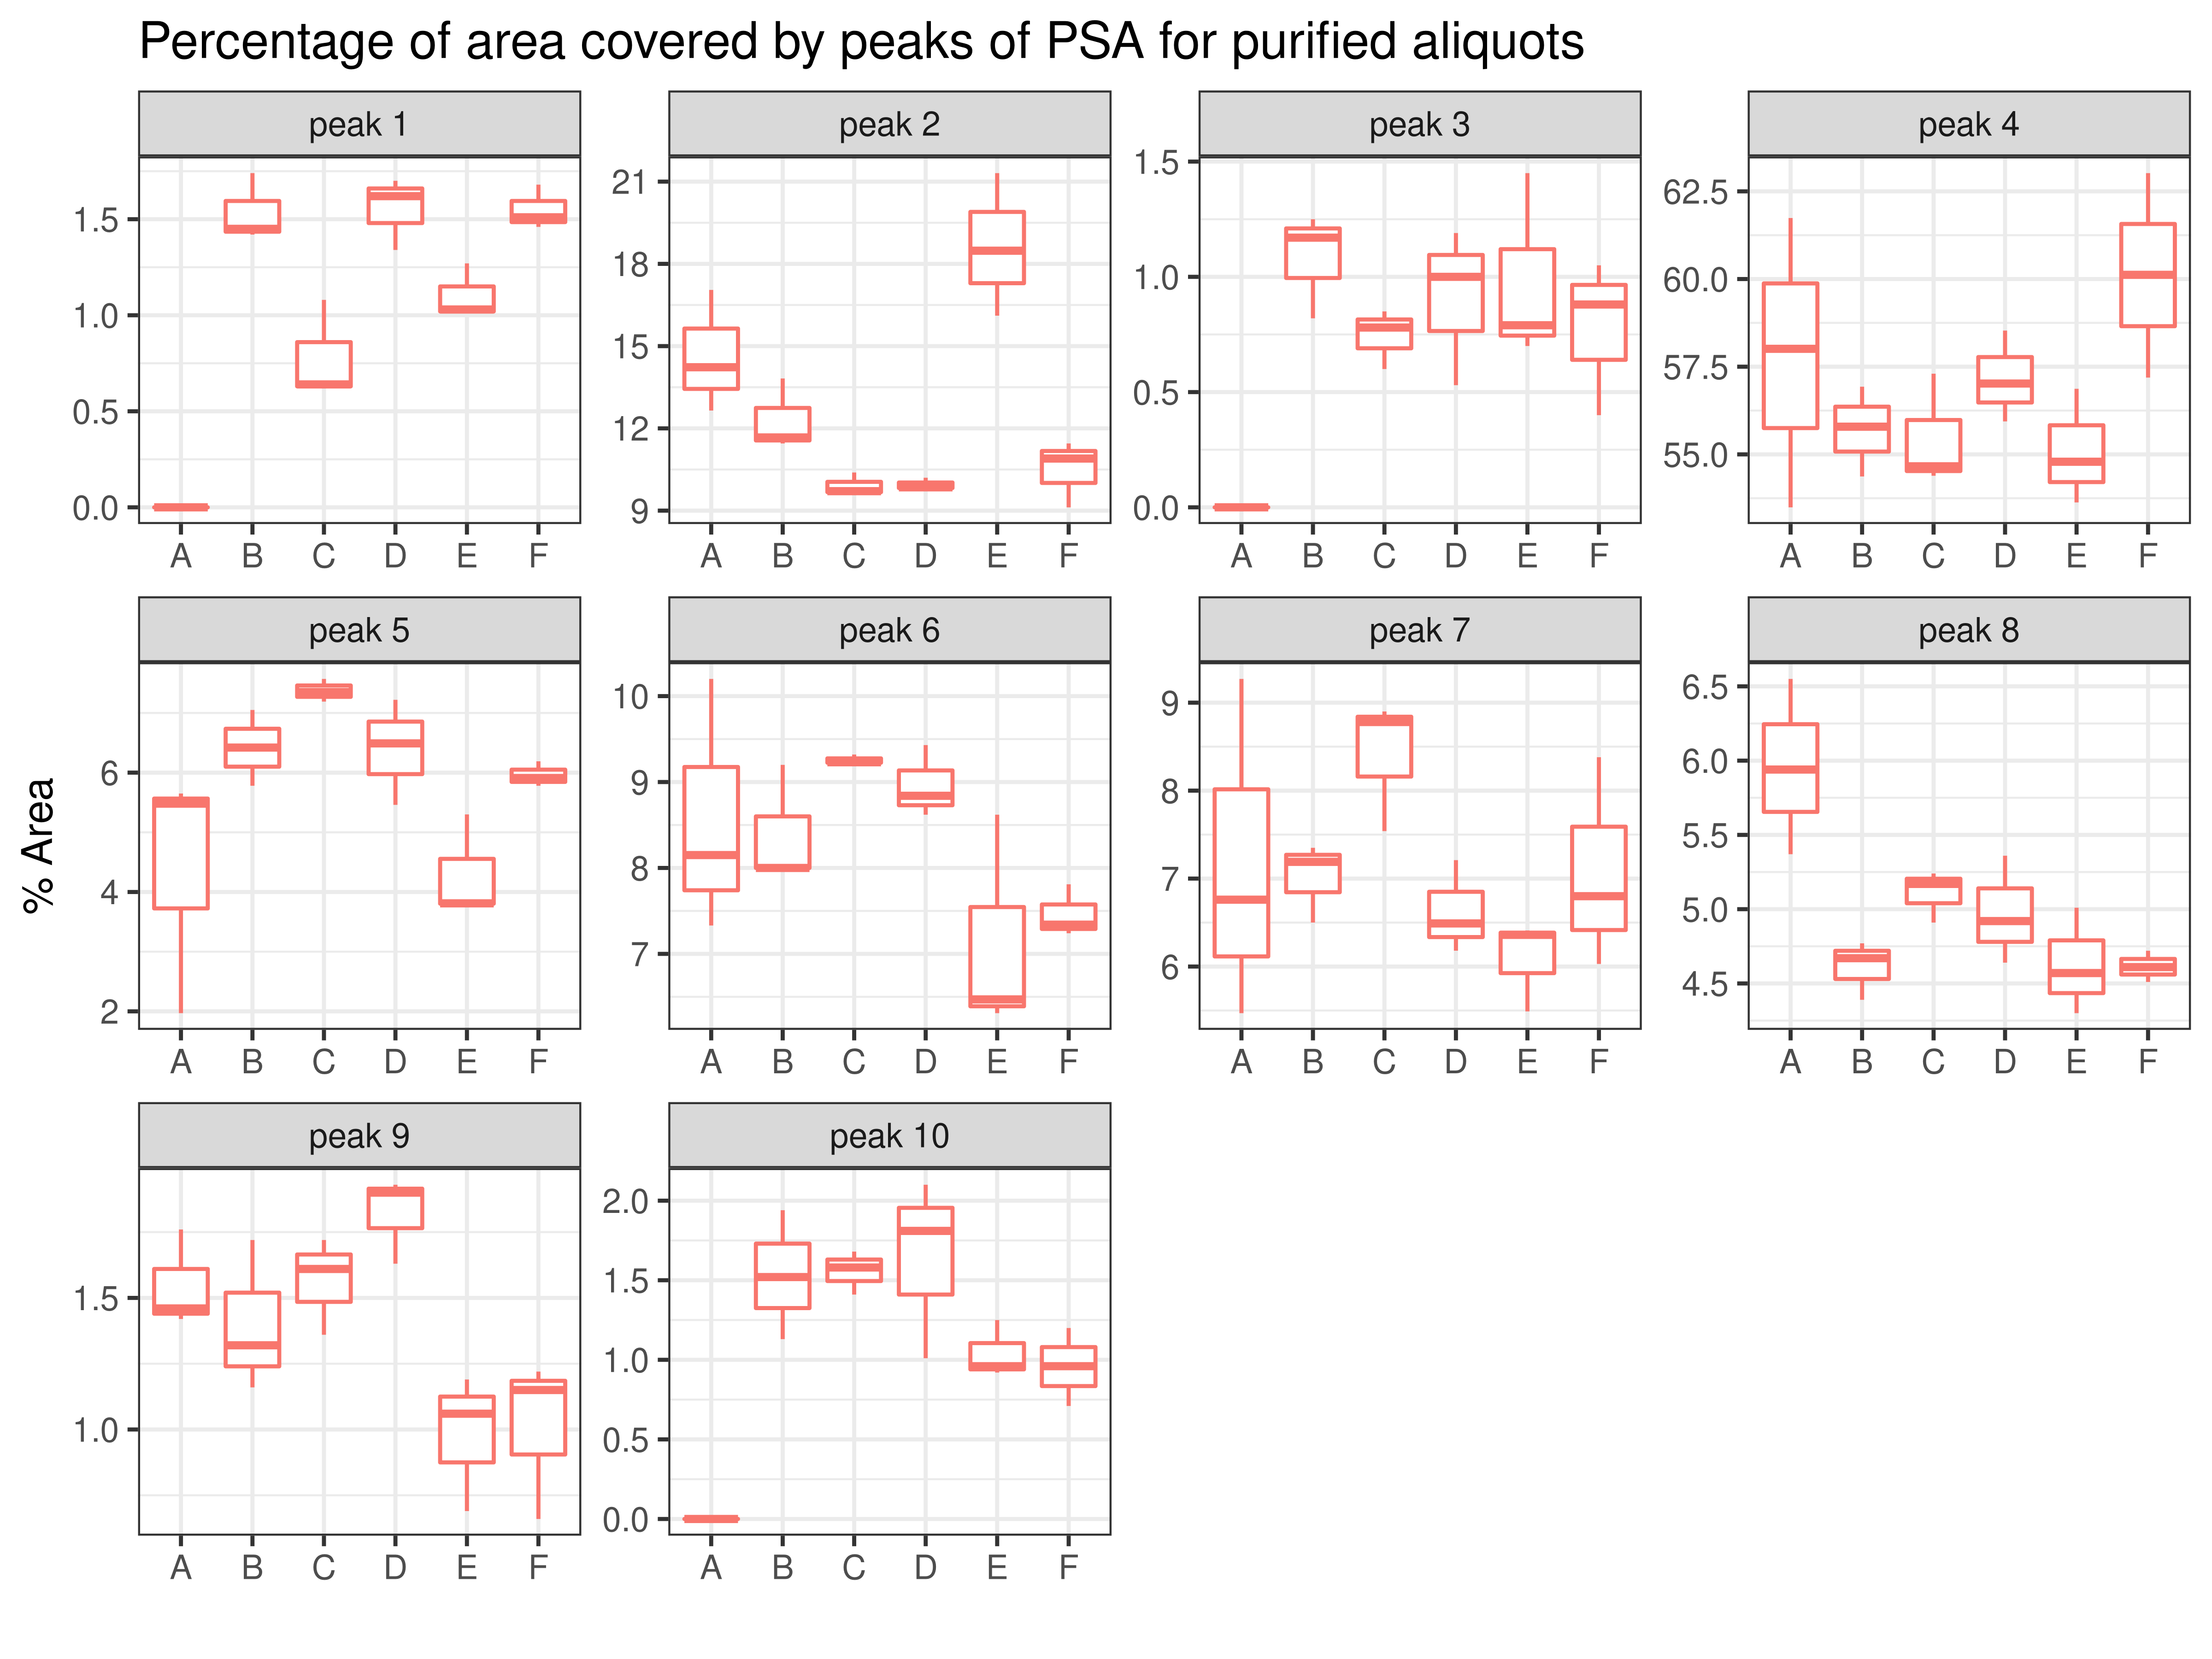 Percentage of area covered by peaks of PSA for purified aliquots
peak 1
peak 2
peak 3
peak 4
1.5
1.0
0.5
0.0
A B C D E F
21
18
15
12
9
A B C D E F
1.5
1.0
0.5
0.0
A B C D E F
62.5
60.0
57.5
55.0
A B C D E F
% Area
peak 5
peak 6
peak 7
peak 8
6
4
2
A B C D E F
10
9
8
7
A B C D E F
9
8
7
6
A B C D E F
6.5
6.0
5.5
5.0
4.5
A B C D E F
peak 9
peak 10
1.5
1.0
A B C D E F
2.0
1.5
1.0
0.5
0.0
A B C D E F